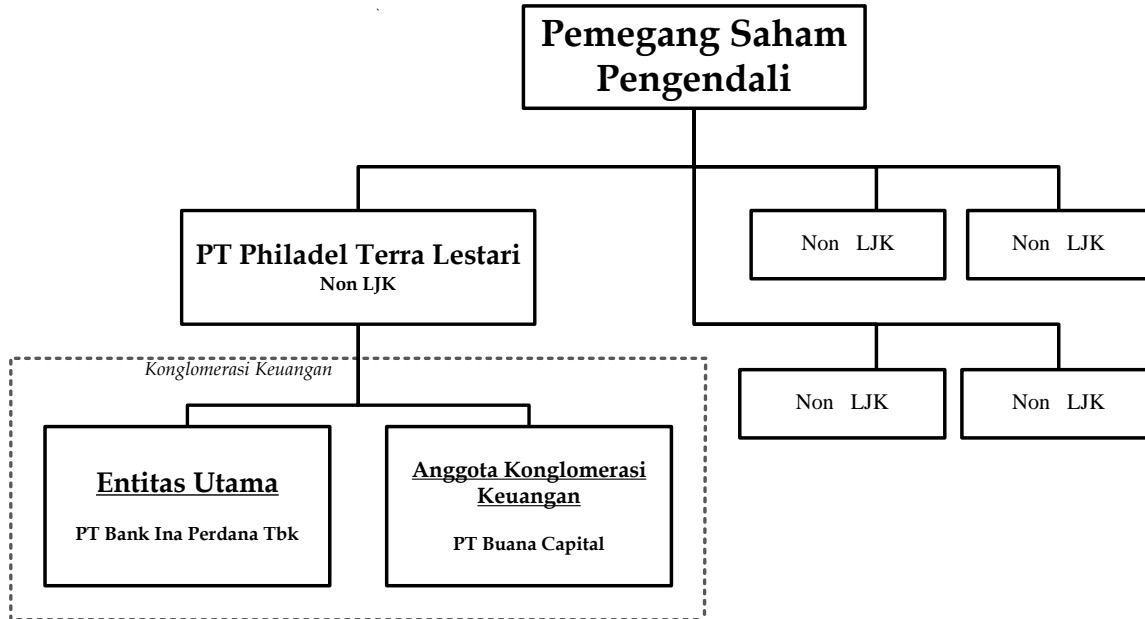 Pemegang Saham
Pengendali
PT Philadel Terra Lestari
Non LJK
Non LJK
Non LJK
Konglomerasi Keuangan
Non LJK
Non LJK
Entitas Utama
PT Bank Ina Perdana Tbk
Anggota Konglomerasi
Keuangan
PT Buana Capital